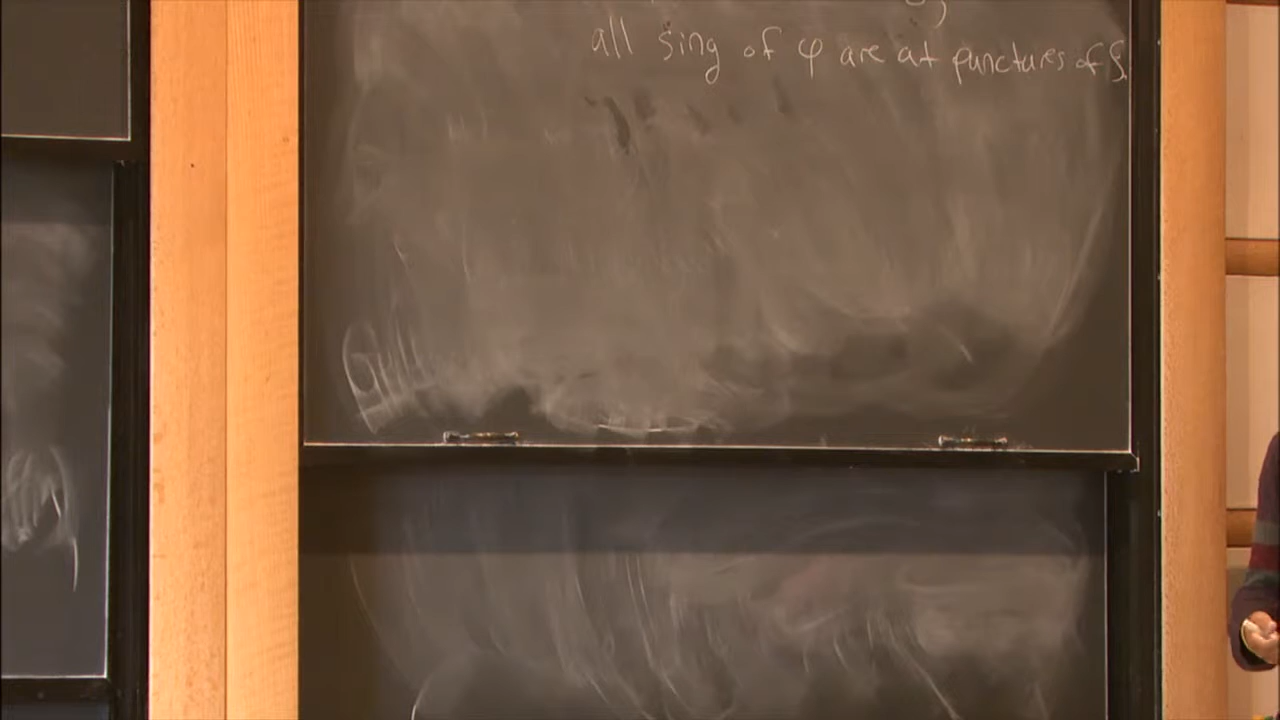 all sing of φ are at punctures of S.